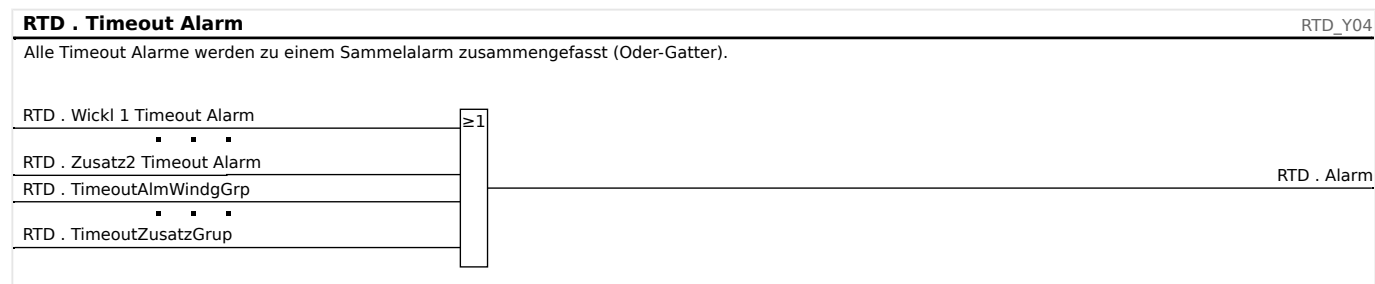 RTD . Timeout Alarm
RTD_Y04
Alle Timeout Alarme werden zu einem Sammelalarm zusammengefasst (Oder-Gatter).
RTD . Wickl 1 Timeout Alarm
≥1
RTD . Zusatz2 Timeout Alarm
RTD . Alarm
RTD . TimeoutAlmWindgGrp
RTD . TimeoutZusatzGrup